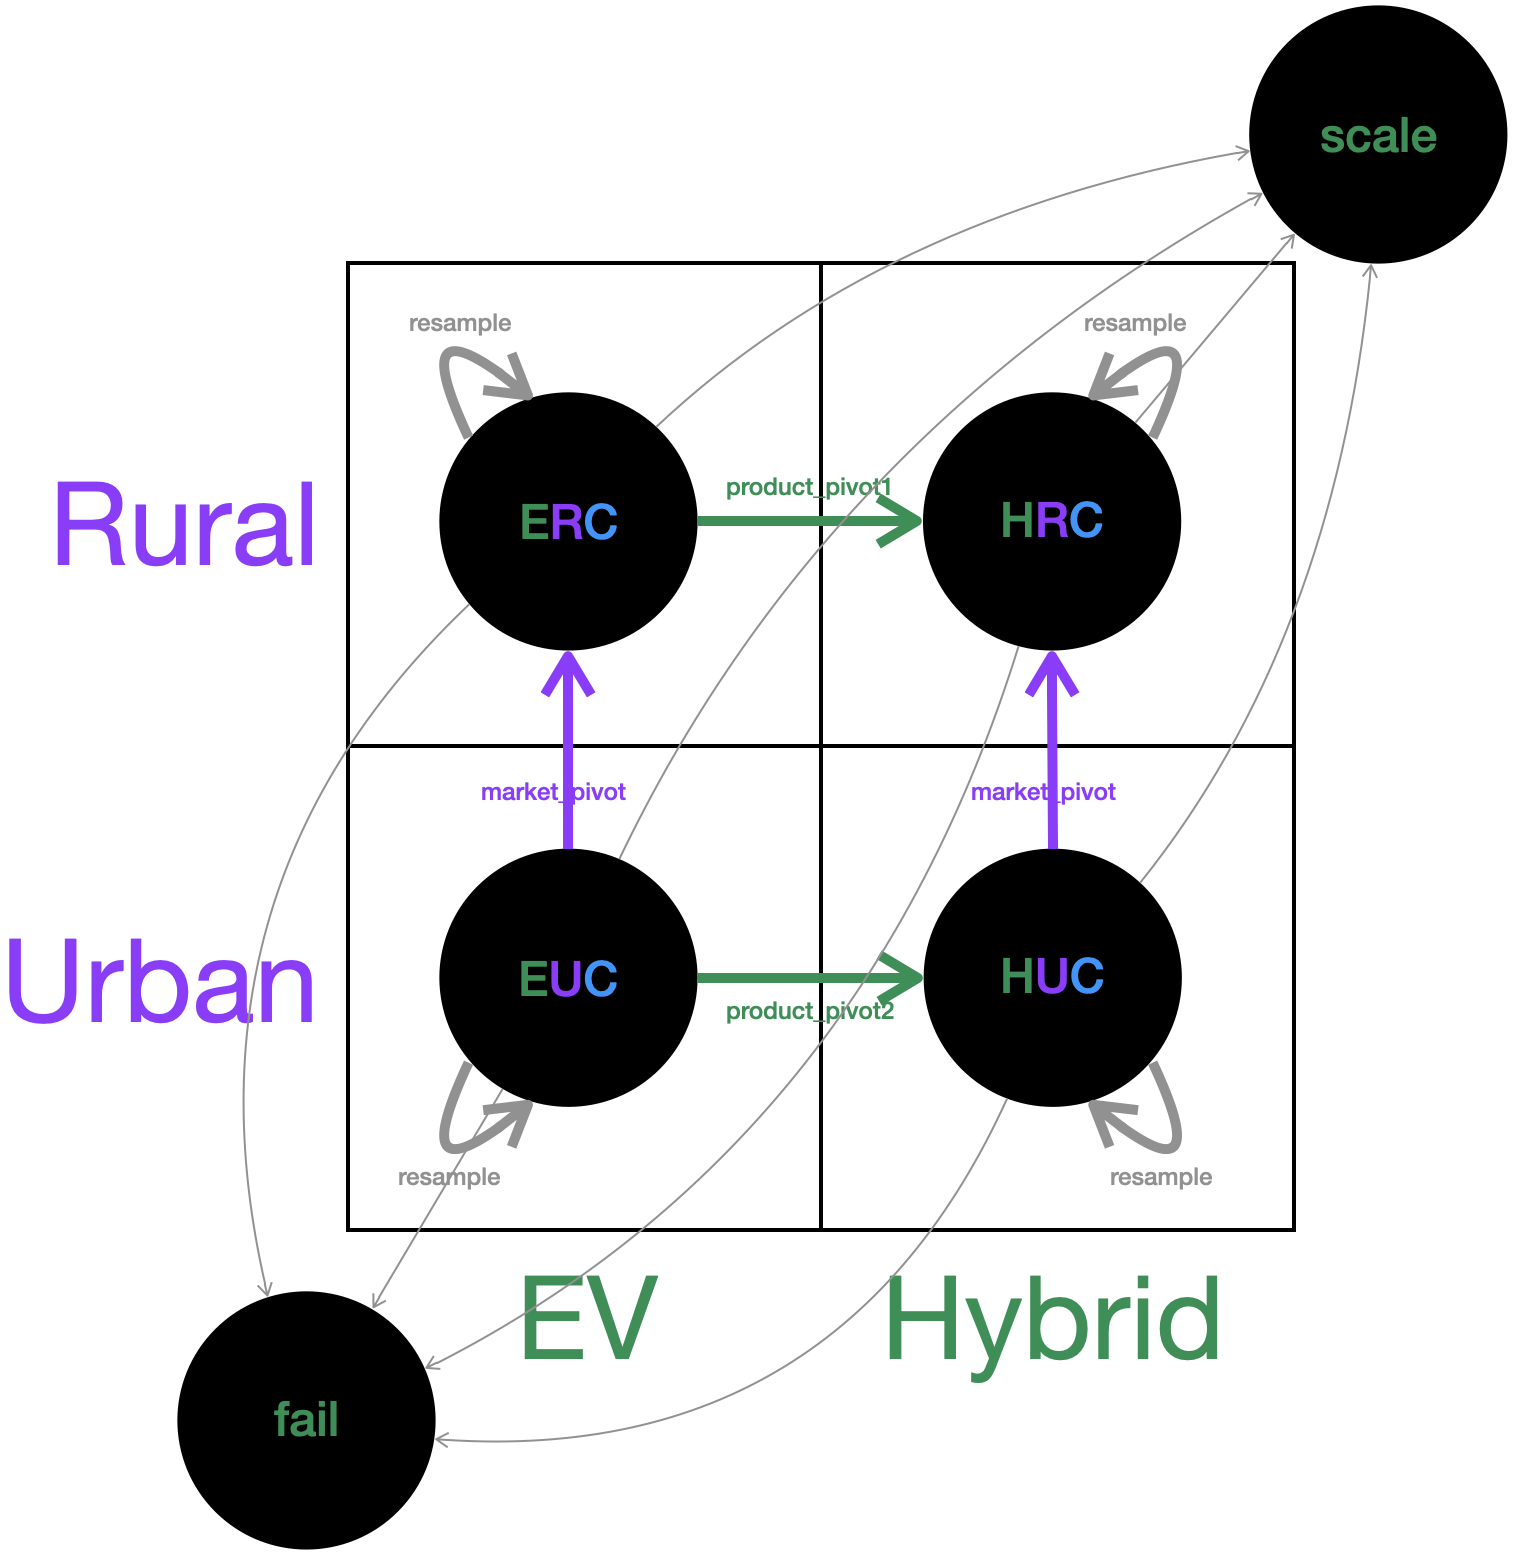 scale
resample
resample
Rural
ERC
product_pivot1
HRC
market_pivot
market_pivot
Urban
EUC
product_pivot2
HUC
resample
resample
EV
Hybrid
fail